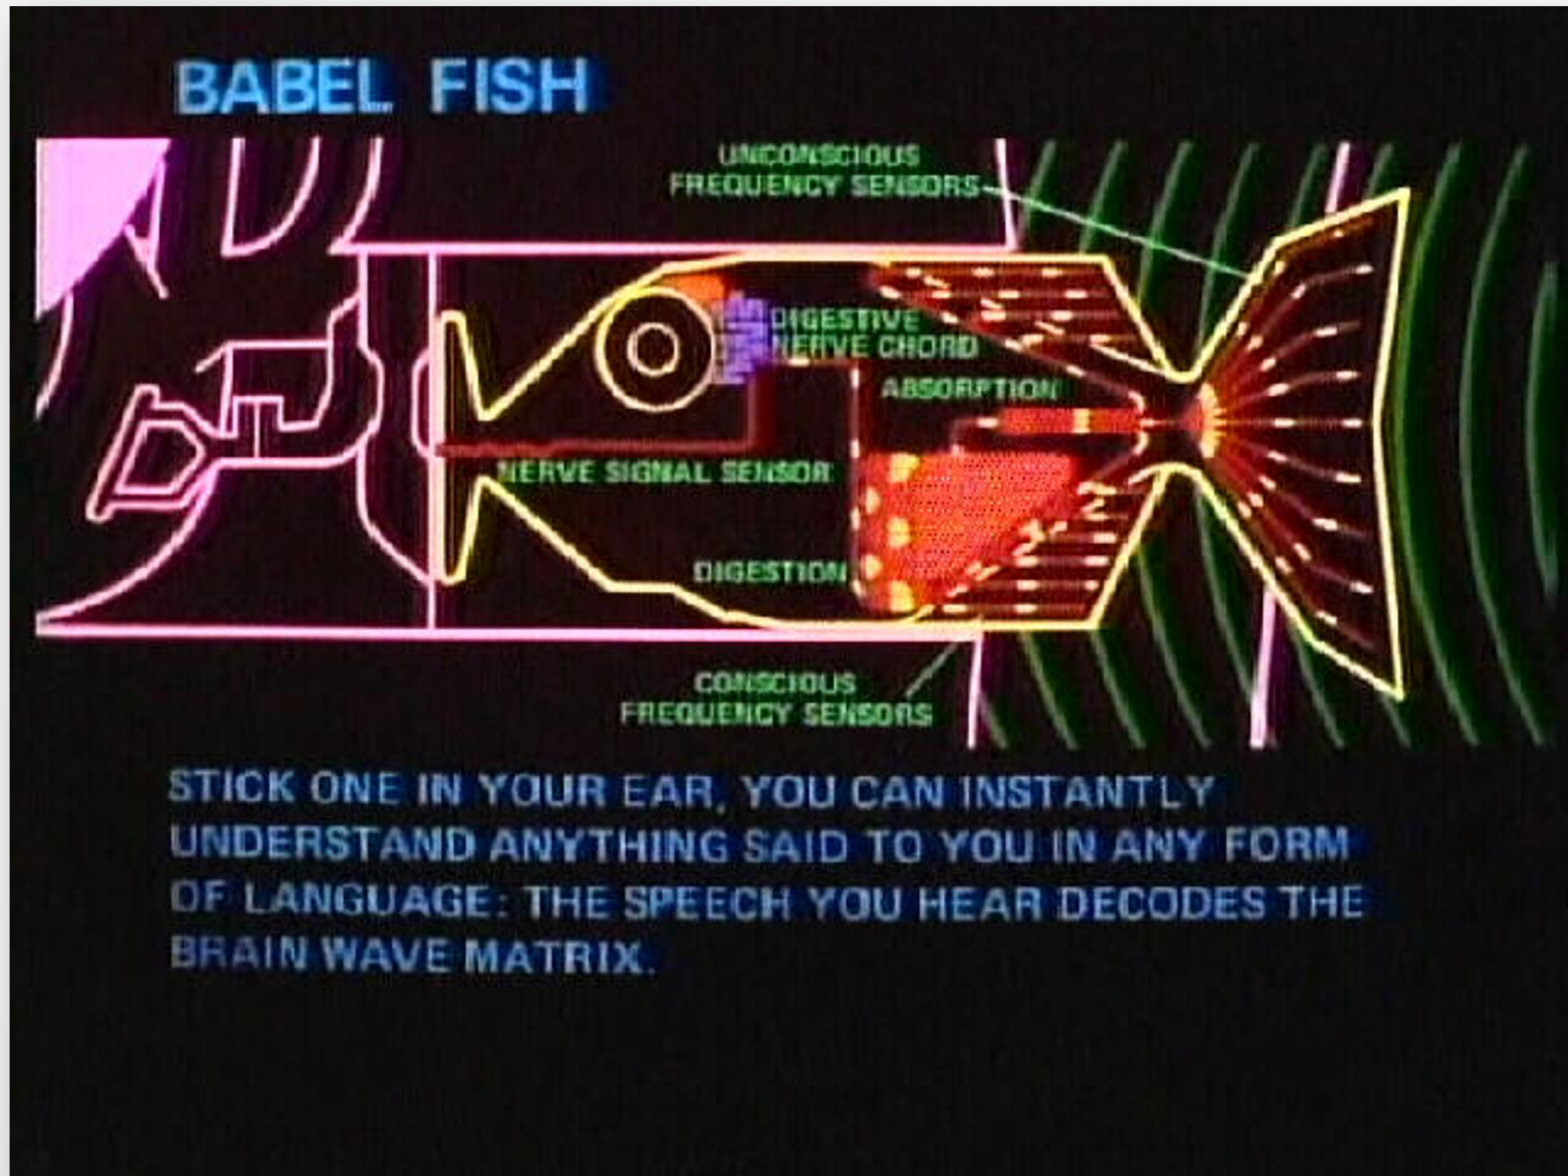 BABEL FISH
UNCONSCIOUS
FREQUENCY SENSORS
DIGESTIVE
NERVE CHORD
ABSORPTION
NERVE SIGNAL SENSOR
DIGESTION
CONSCIOUS
FREQUENCY SENSORS
STICK ONE IN YOUR EAR, YOU CAN INSTANTLY
UNDERSTAND ANYTHING SAID TO YOU IN ANY FORM
OF LANGUAGE: THE SPEECH YOU HEAR DECODES THE
BRAIN WAVE MATRIX.